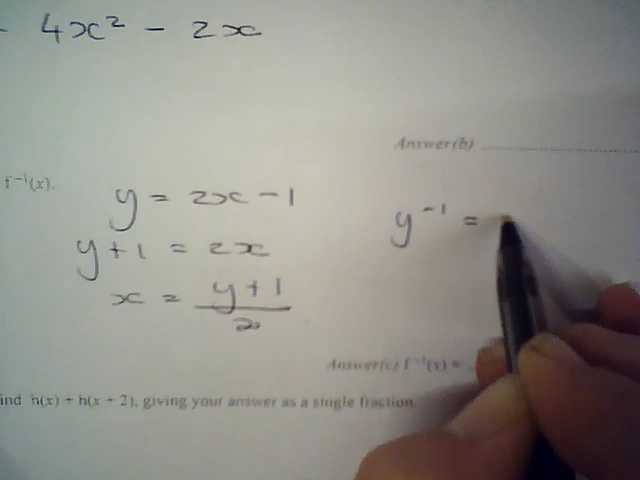 - 4x² - 2x
Answer(b)
f⁻¹(x).
y = 2x - 1
y + 1 = 2x
x = y + 1
2
y⁻¹ =
Answer(c) f⁻¹(x) =
ind h(x) + h(x + 2), giving your answer as a single fraction.